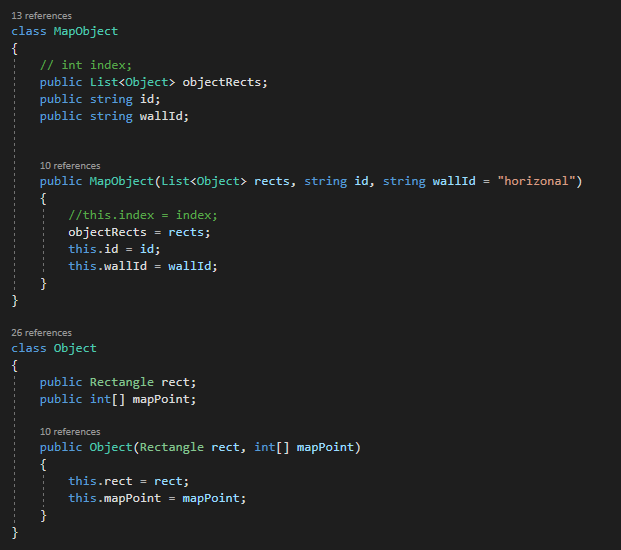 13 references
class MapObject
{
// int index;
public List<Object> objectRects;
public string id;
public string wallId;
10 references
public MapObject(List<Object> rects, string id, string wallId = "horizonal")
{
//this.index = index;
objectRects = rects;
this.id = id;
this.wallId = wallId;
}
}
26 references
class Object
{
public Rectangle rect;
public int[] mapPoint;
10 references
public Object(Rectangle rect, int[] mapPoint)
{
this.rect = rect;
this.mapPoint = mapPoint;
}
}